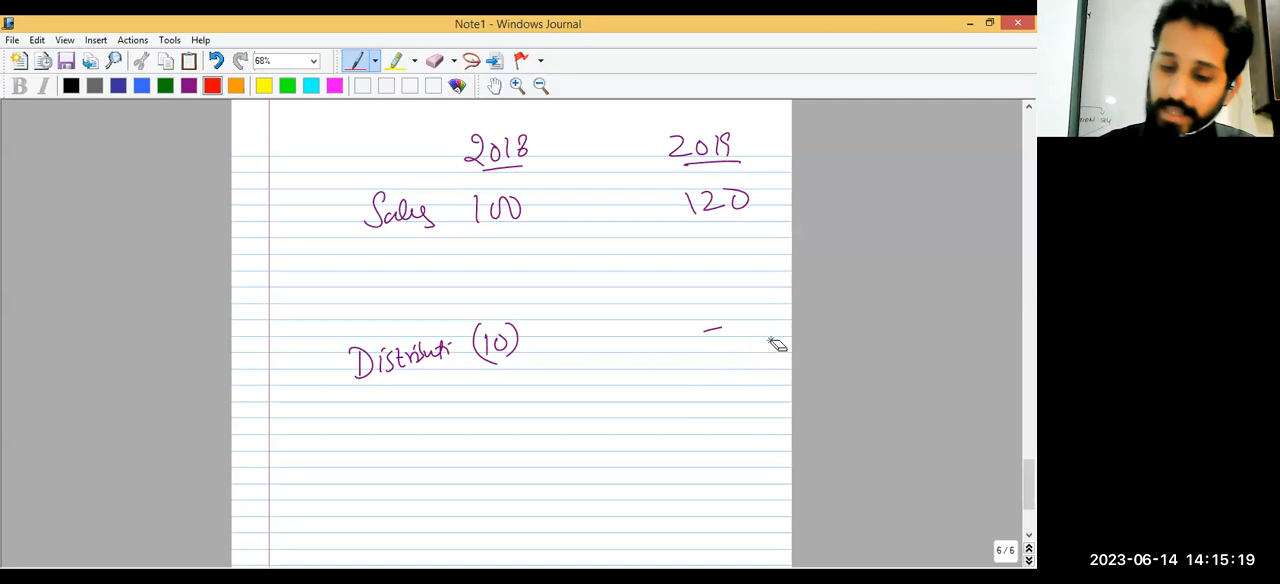 Note1 - Windows Journal
File Edit View Insert Actions Tools Help
68%
B I
2018 2019
Sales 100 120
Distributi (10) –
6 / 6
2023-06-14 14:15:19